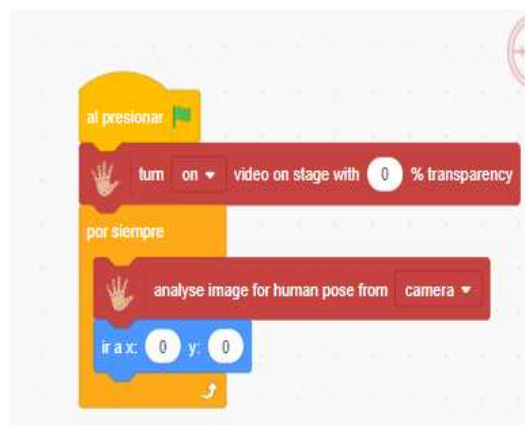 al presionar
turn on video on stage with 0 % transparency
por siempre
analyse image for human pose from camera
ir a x: 0 y: 0